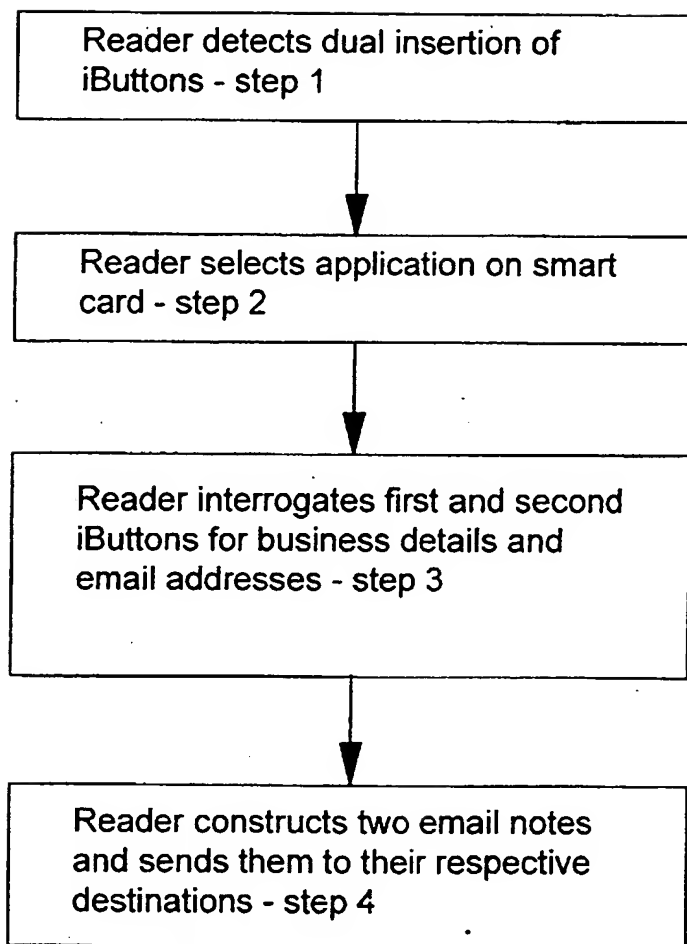 Reader detects dual insertion of
iButtons - step 1
Reader selects application on smart
card - step 2
Reader interrogates first and second
iButtons for business details and
email addresses - step 3
Reader constructs two email notes
and sends them to their respective
destinations - step 4